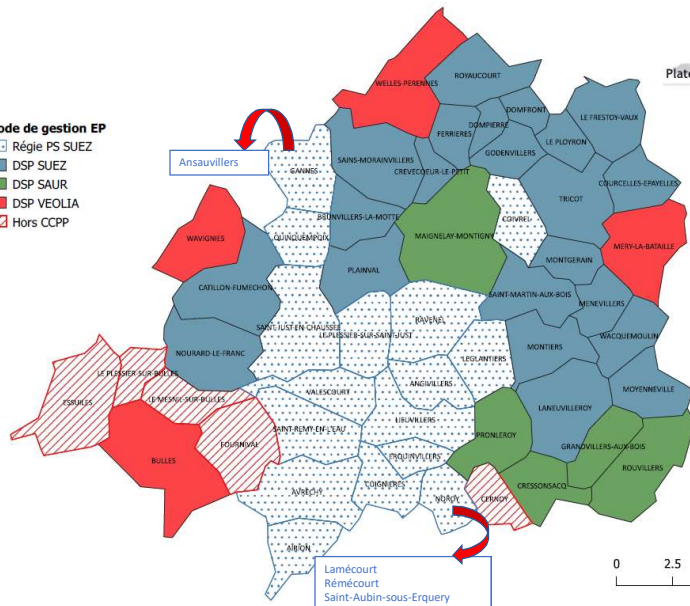 WELLES-PERENNES
ROYAUCOURT
Plat
ode de gestion EP
Régie PS SUEZ
DSP SUEZ
DSP SAUR
DSP VEOLIA
Hors CCPP
Ansauvillers
DOMFRONT
DOMPIERRE
LE FRESTOY-VAUX
FERRIERES
GODENVILLERS
LE PLOYRON
SAINS-MORAINVILLERS
CREVECOEUR-LE-PETIT
GANNES
COURCELLES-EPAYELLES
TRICOT
BRUNVILLERS-LA-MOTTE
COIVREL
WAVIGNIES
QUINQUEMPOIX
MAIGNELAY-MONTIGNY
MERY-LA-BATAILLE
PLAINVAL
MONTGERAIN
CATILLON-FUMECHON
SAINT-MARTIN-AUX-BOIS
MENEVILLERS
RAVENEL
SAINT-JUST-EN-CHAUSSEE
LE-PLESSIER-SUR-SAINT-JUST
WACQUEMOULIN
NOURARD-LE-FRANC
LEGLANTIERS
MONTIERS
LE PLESSIER-SUR-BULLES
ANGIVILLERS
MOYENNEVILLE
ESSUILES
LE MESNIL-SUR-BULLES
VALESCOURT
LANEUVILLEROY
LIEUVILLERS
SAINT-REMY-EN-L'EAU
PRONLEROY
FOURNIVAL
GRANDVILLERS-AUX-BOIS
ERQUINVILLERS
BULLES
ROUVILLERS
CUIGNIERES
CRESSONSACQ
AVRECHY
NOROY
CERNOY
AIRION
0 2.5
Lamécourt
Rémécourt
Saint-Aubin-sous-Erquery